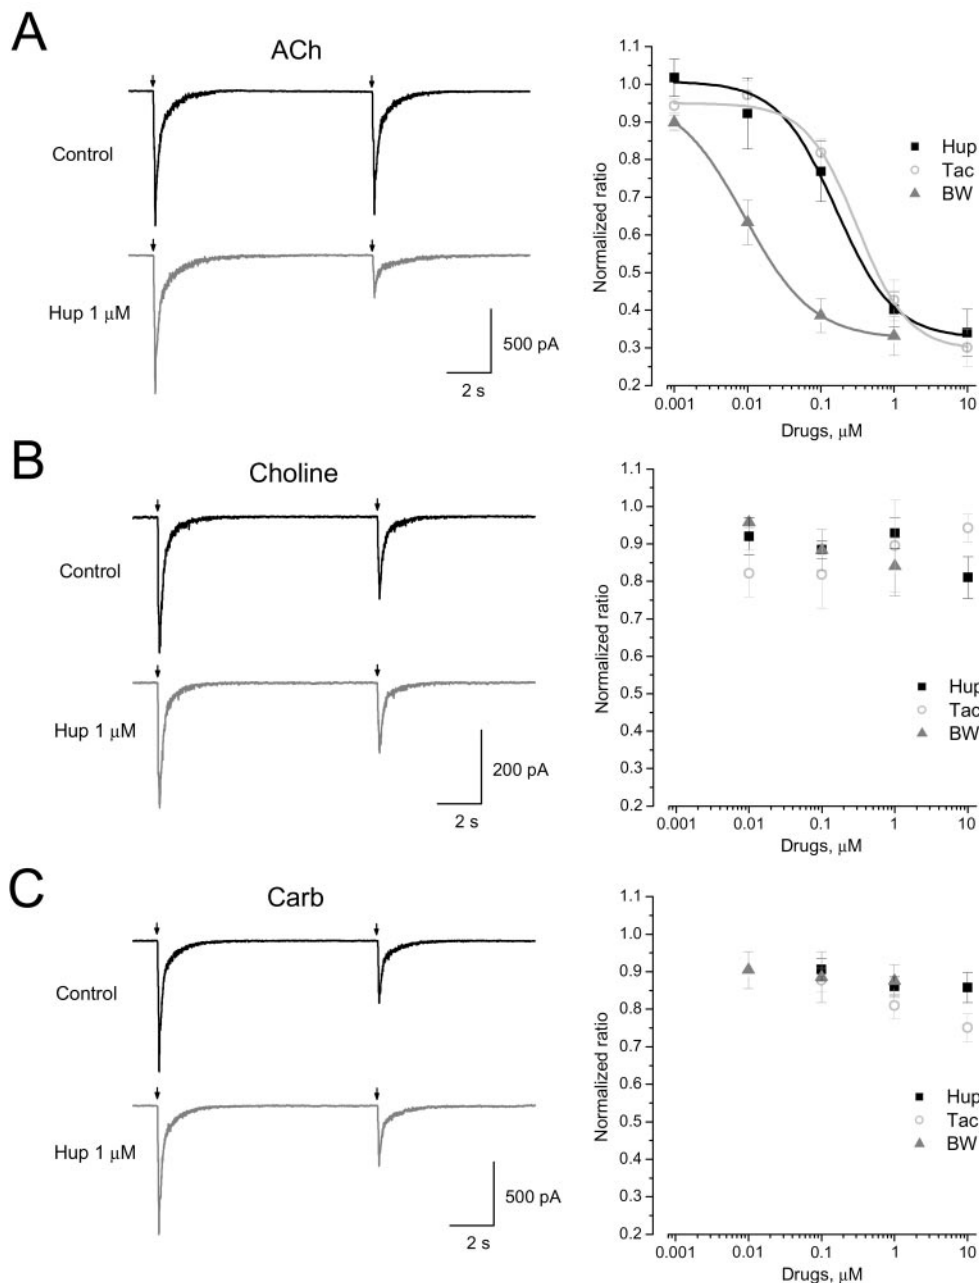 A
ACh
Control
Hup 1 μM
500 pA
2 s
Normalized ratio
1.1
1.0
0.9
0.8
0.7
0.6
0.5
0.4
0.3
0.2
0.001 0.01 0.1 1 10
Drugs, μM
Hup
Tac
BW
B
Choline
Control
Hup 1 μM
200 pA
2 s
Normalized ratio
1.1
1.0
0.9
0.8
0.7
0.6
0.5
0.4
0.3
0.2
0.001 0.01 0.1 1 10
Drugs, μM
Hup
Tac
BW
C
Carb
Control
Hup 1 μM
500 pA
2 s
Normalized ratio
1.1
1.0
0.9
0.8
0.7
0.6
0.5
0.4
0.3
0.2
0.001 0.01 0.1 1 10
Drugs, μM
Hup
Tac
BW